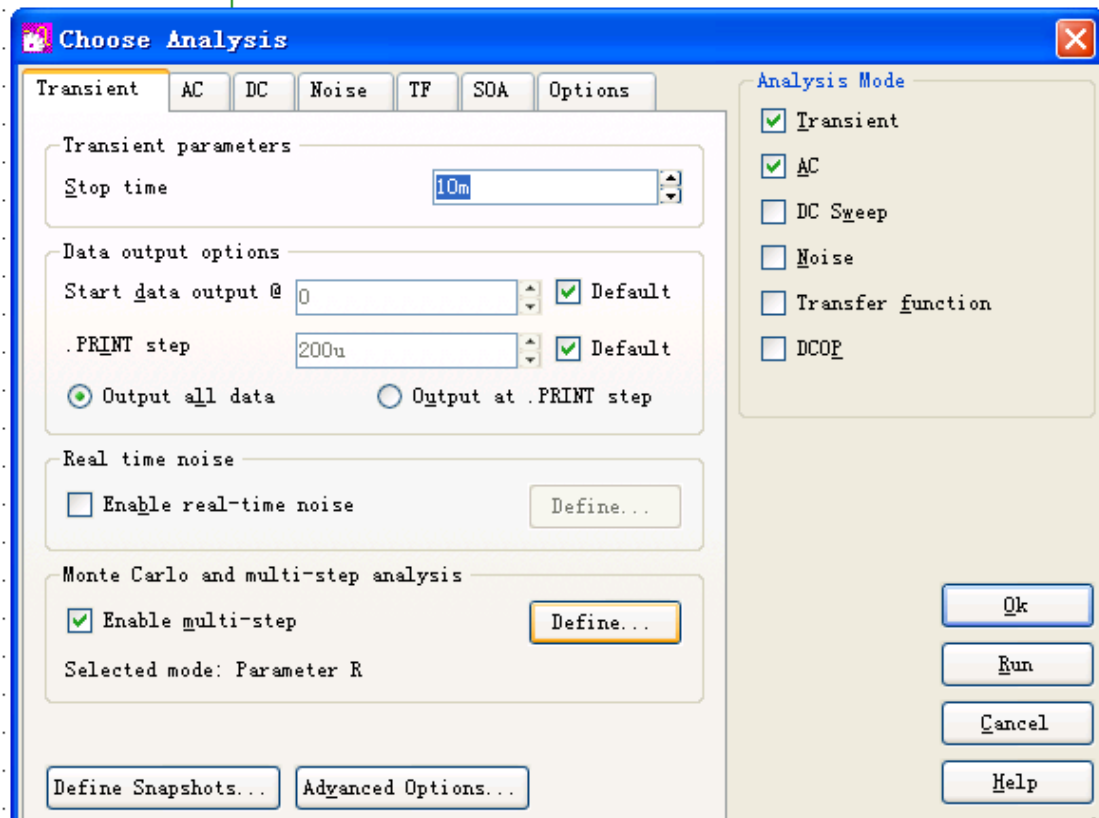 Choose Analysis
Transient AC DC Noise TF SOA Options
Transient parameters
Stop time 10m
Data output options
Start data output @ 0 Default
.PRINT step 200u Default
Output all data Output at .PRINT step
Real time noise
Enable real-time noise Define...
Monte Carlo and multi-step analysis
Enable multi-step Define...
Selected mode: Parameter R
Define Snapshots... Advanced Options...
Analysis Mode
Transient
AC
DC Sweep
Noise
Transfer function
DCOP
Ok
Run
Cancel
Help